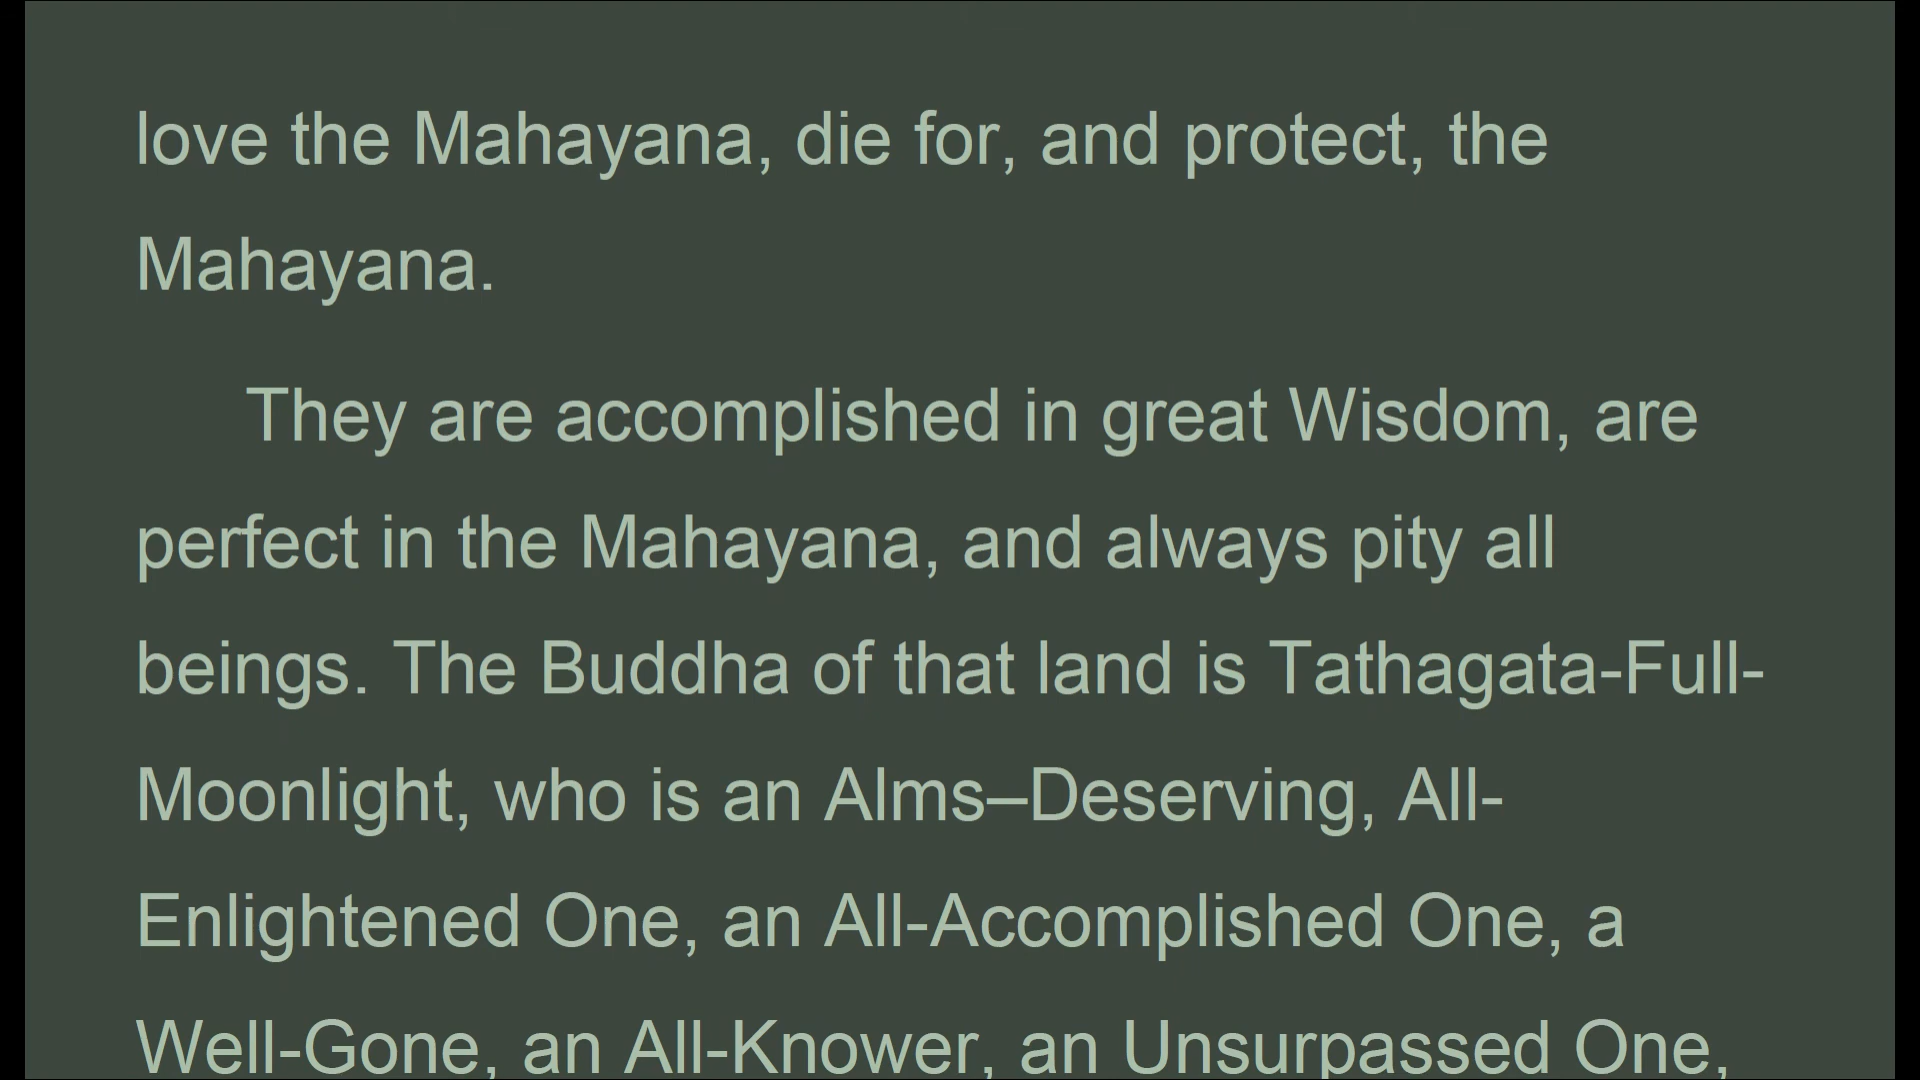 love the Mahayana, die for, and protect, the
Mahayana.
They are accomplished in great Wisdom, are
perfect in the Mahayana, and always pity all
beings. The Buddha of that land is Tathagata-Full-
Moonlight, who is an Alms–Deserving, All-
Enlightened One, an All-Accomplished One, a
Well-Gone, an All-Knower, an Unsurpassed One,